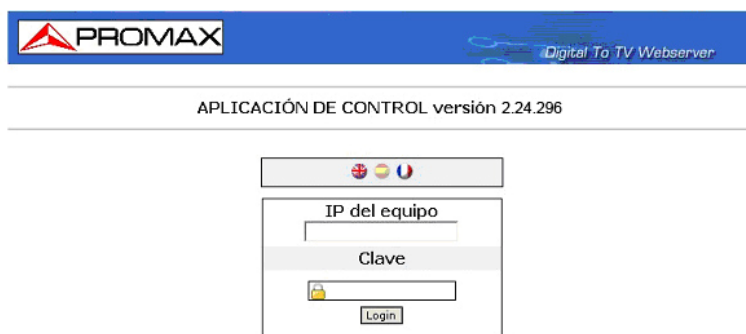 PROMAX
Digital To TV Webserver
APLICACIÓN DE CONTROL versión 2.24.296
IP del equipo
Clave
Login